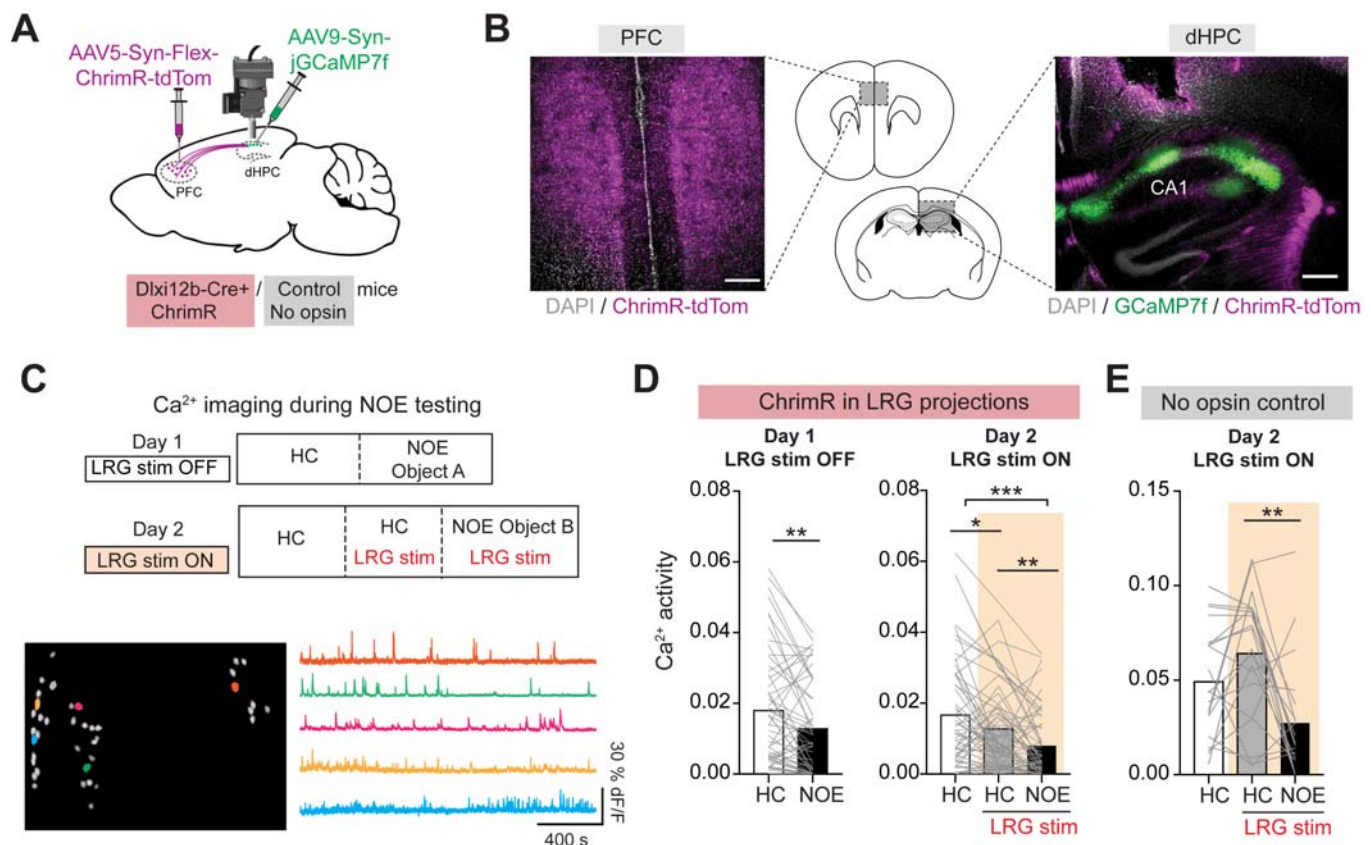 A
AAV5-Syn-Flex-
ChrimR-tdTom
AAV9-Syn-
jGCaMP7f
PFC
dHPC
Dlxi12b-Cre+
ChrimR
/
Control
No opsin
mice
B
PFC
dHPC
CA1
DAPI / ChrimR-tdTom
DAPI / GCaMP7f / ChrimR-tdTom
C
Ca²⁺ imaging during NOE testing
Day 1
LRG stim OFF
HC
NOE
Object A
Day 2
LRG stim ON
HC
HC
LRG stim
NOE Object B
LRG stim
30 % dF/F
400 s
D
ChrimR in LRG projections
Day 1
LRG stim OFF
Ca²⁺ activity
0.08
0.06
0.04
0.02
0.00
**
HC NOE
Day 2
LRG stim ON
0.08
0.06
0.04
0.02
0.00
***
*
**
HC HC NOE
LRG stim
E
No opsin control
Day 2
LRG stim ON
0.15
0.10
0.05
0.00
**
HC HC NOE
LRG stim